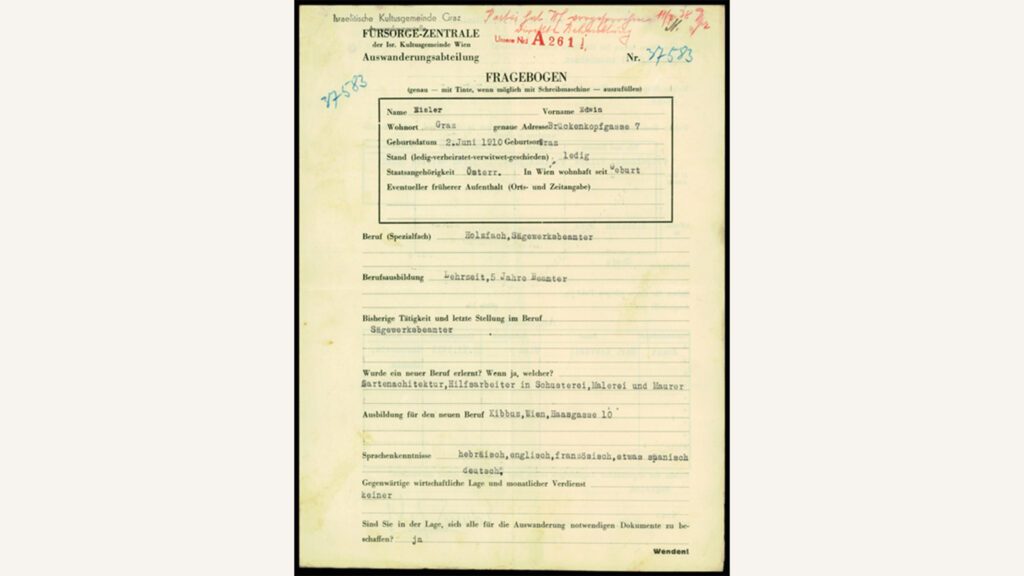 Israelitische Kultusgemeinde Graz
FÜRSORGE-ZENTRALE
der Isr. Kultusgemeinde Wien
Auswanderungsabteilung
A 261
Nr. 37583
37583
FRAGEBOGEN
(genau — mit Tinte, wenn möglich mit Schreibmaschine — auszufüllen)
Name Mieler Vorname Edwin
Wohnort Graz genaue Adresse Brückenkopfgasse 7
Geburtsdatum 2.Juni 1910 Geburtsort Graz
Stand (ledig-verheiratet-verwitwet-geschieden) ledig
Staatsangehörigkeit Österr. In Wien wohnhaft seit Geburt
Eventueller früherer Aufenthalt (Orts- und Zeitangabe)
Beruf (Spezialfach) Holzfach,Sägewerksbeamter
Berufsausbildung Lehrzeit,5 Jahre Beamter
Bisherige Tätigkeit und letzte Stellung im Beruf
Sägewerksbeamter
Wurde ein neuer Beruf erlernt? Wenn ja, welcher?
Gartenachitektur,Hilfsarbeiter in Schusterei,Malerei und Maurer
Ausbildung für den neuen Beruf Kibbuz,Wien,Haasgasse 10
Sprachenkenntnisse hebräisch,englisch,französisch,etwas spanisch
deutsch.
Gegenwärtige wirtschaftliche Lage und monatlicher Verdienst
keiner
Sind Sie in der Lage, sich alle für die Auswanderung notwendigen Dokumente zu be-
schaffen? ja
Wenden!